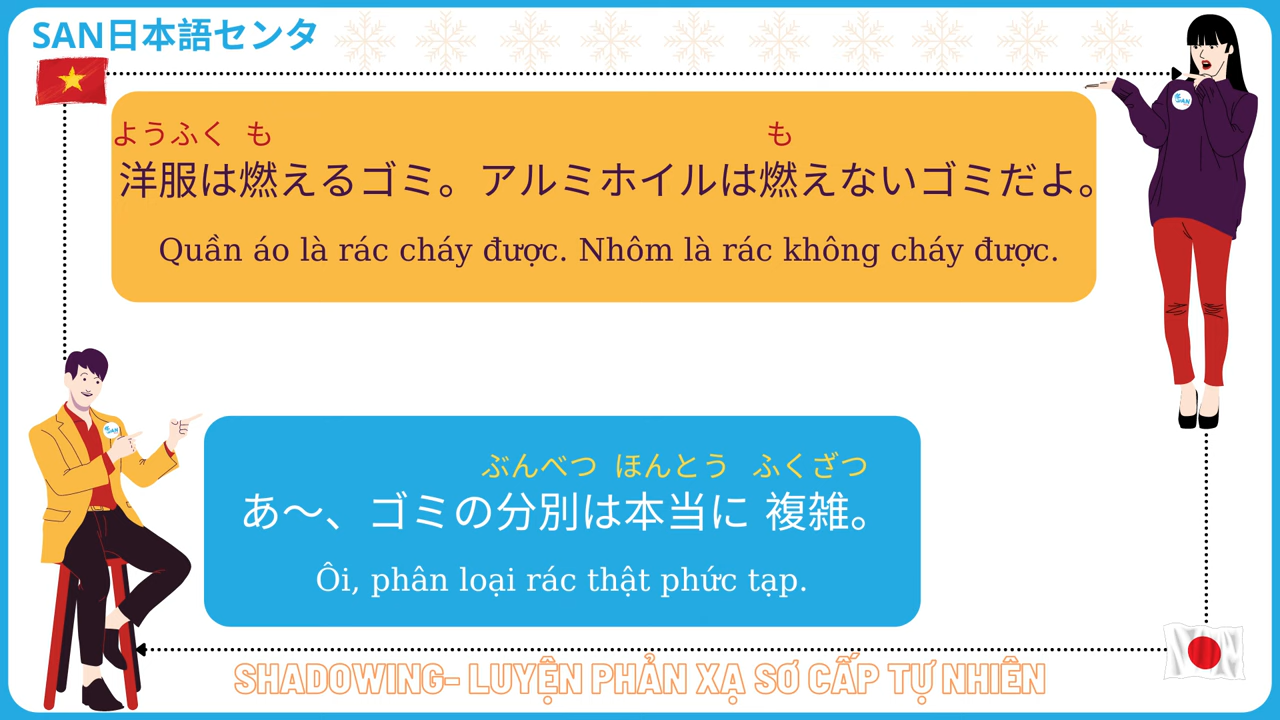 SAN日本語センタ
ようふく も も
洋服は燃えるゴミ。アルミホイルは燃えないゴミだよ。
Quần áo là rác cháy được. Nhôm là rác không cháy được.
ぶんべつ ほんとう ふくざつ
あ〜、ゴミの分別は本当に 複雑。
Ôi, phân loại rác thật phức tạp.
SHADOWING- LUYỆN PHẢN XẠ SƠ CẤP TỰ NHIÊN